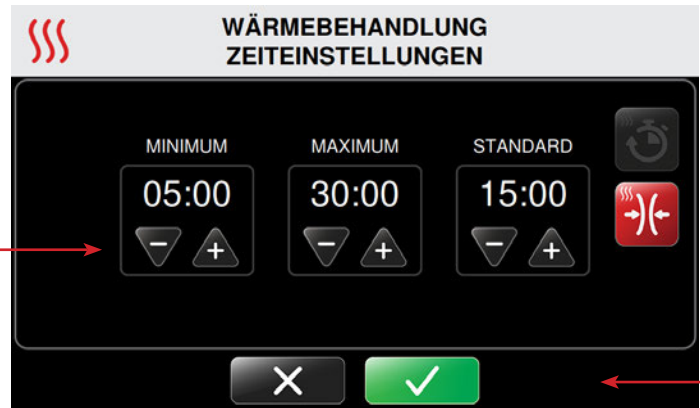 WÄRMEBEHANDLUNG
ZEITEINSTELLUNGEN
MINIMUM MAXIMUM STANDARD
05:00 30:00 15:00
− + − + − +